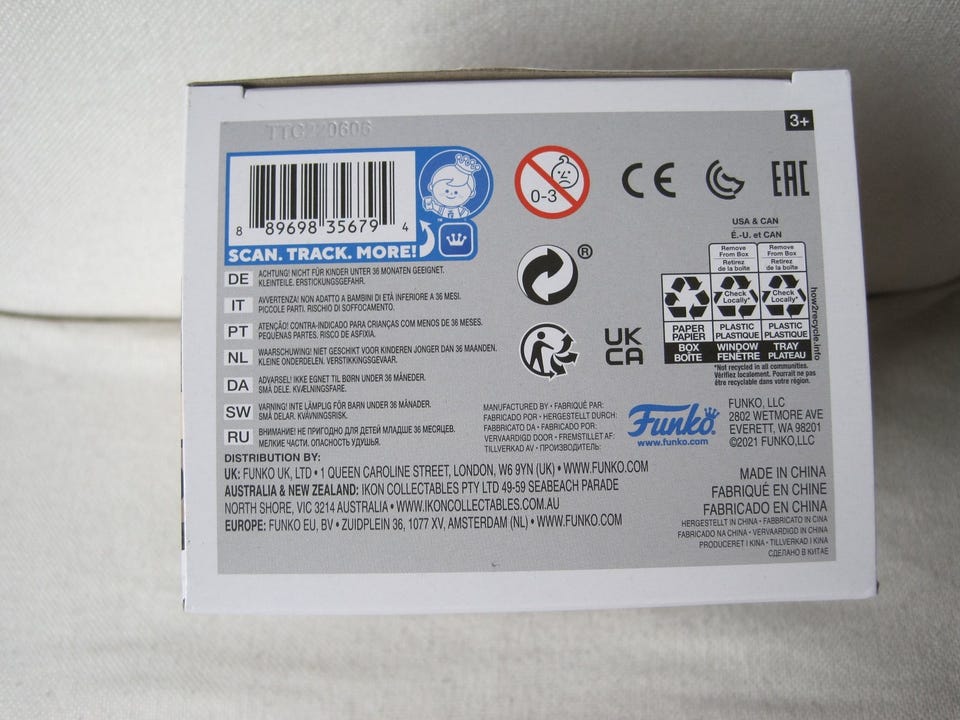 TTC220606
3+
8 89698 35679 4
SCAN. TRACK. MORE!
™
0-3
CE
EAC
®
UK
CA
USA & CAN
É.-U. et CAN
Remove
From Box
Retirez
de la boîte
Remove
From Box
Retirez
de la boîte
Check
Locally*
Check
Locally*
PAPER
PAPIER
PLASTIC
PLASTIQUE
PLASTIC
PLASTIQUE
BOX
BOÎTE
WINDOW
FENÊTRE
TRAY
PLATEAU
how2recycle.info
*Not recycled in all communities.
Vérifiez localement. Pourrait ne pas
être recyclable dans votre région.
DE ACHTUNG! NICHT FÜR KINDER UNTER 36 MONATEN GEEIGNET.
KLEINTEILE. ERSTICKUNGSGEFAHR.
IT AVVERTENZA! NON ADATTO A BAMBINI DI ETÀ INFERIORE A 36 MESI.
PICCOLE PARTI. RISCHIO DI SOFFOCAMENTO.
PT ATENÇÃO! CONTRA-INDICADO PARA CRIANÇAS COM MENOS DE 36 MESES.
PEQUENAS PARTES. RISCO DE ASFIXIA.
NL WAARSCHUWING! NIET GESCHIKT VOOR KINDEREN JONGER DAN 36 MAANDEN.
KLEINE ONDERDELEN. VERSTIKKINGSGEVAAR.
DA ADVARSEL! IKKE EGNET TIL BØRN UNDER 36 MÅNEDER.
SMÅ DELE. KVÆLNINGSFARE.
SW VARNING! INTE LÄMPLIG FÖR BARN UNDER 36 MÅNADER.
SMÅ DELAR. KVÄVNINGSRISK.
RU ВНИМАНИЕ! НЕ ПРИГОДНО ДЛЯ ДЕТЕЙ МЛАДШЕ 36 МЕСЯЦЕВ.
МЕЛКИЕ ЧАСТИ. ОПАСНОСТЬ УДУШЬЯ.
MANUFACTURED BY • FABRIQUÉ PAR:
FABRICADO POR • HERGESTELLT DURCH:
FABBRICATO DA • FABRICADO POR:
VERVAARDIGD DOOR • FREMSTILLET AF:
TILLVERKAD AV • ПРОИЗВОДИТЕЛЬ:
Funko®
www.funko.com
FUNKO, LLC
2802 WETMORE AVE
EVERETT, WA 98201
©2021 FUNKO,LLC
DISTRIBUTION BY:
UK: FUNKO UK, LTD • 1 QUEEN CAROLINE STREET, LONDON, W6 9YN (UK) • WWW.FUNKO.COM
AUSTRALIA & NEW ZEALAND: IKON COLLECTABLES PTY LTD 49-59 SEABEACH PARADE
NORTH SHORE, VIC 3214 AUSTRALIA • WWW.IKONCOLLECTABLES.COM.AU
EUROPE: FUNKO EU, BV • ZUIDPLEIN 36, 1077 XV, AMSTERDAM (NL) • WWW.FUNKO.COM
MADE IN CHINA
FABRIQUÉ EN CHINE
FABRICADO EN CHINA
HERGESTELLT IN CHINA • FABBRICATO IN CINA
FABRICADO NA CHINA • VERVAARDIGD IN CHINA
PRODUCERET I KINA • TILLVERKAD I KINA
СДЕЛАНО В КИТАЕ